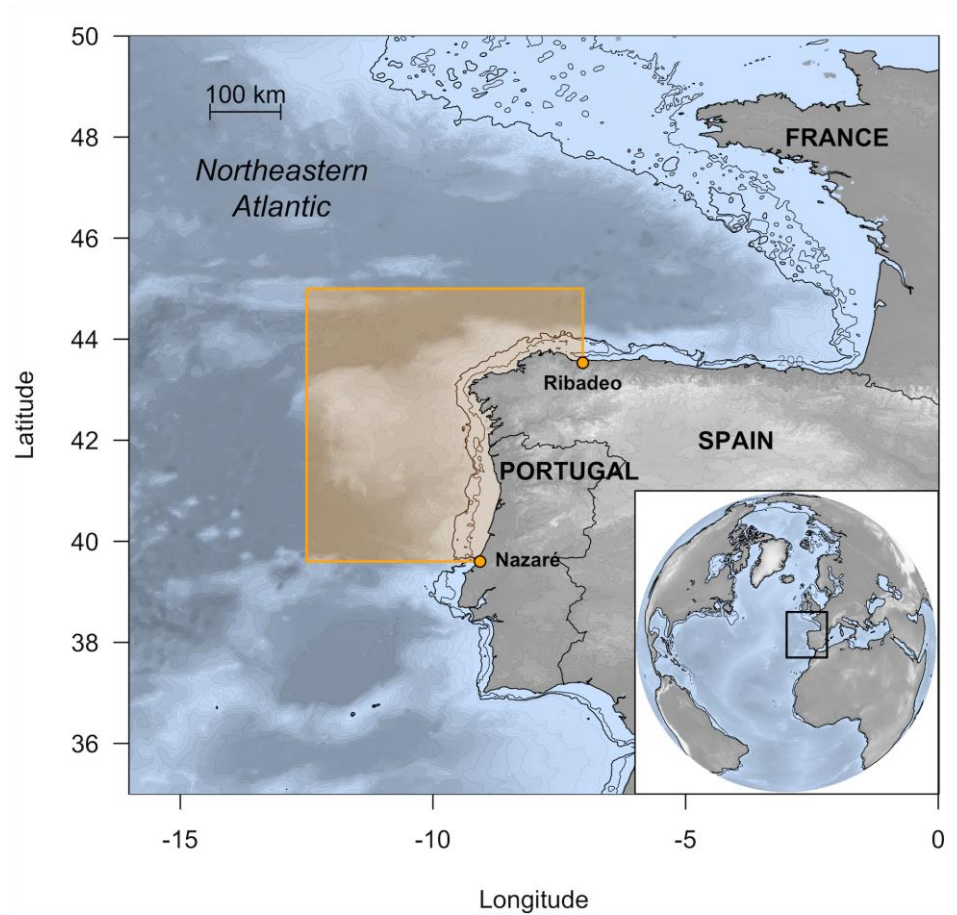 50
48
46
44
42
40
38
36
Latitude
100 km
Northeastern
Atlantic
FRANCE
Ribadeo
SPAIN
PORTUGAL
Nazaré
-15
-10
-5
0
Longitude